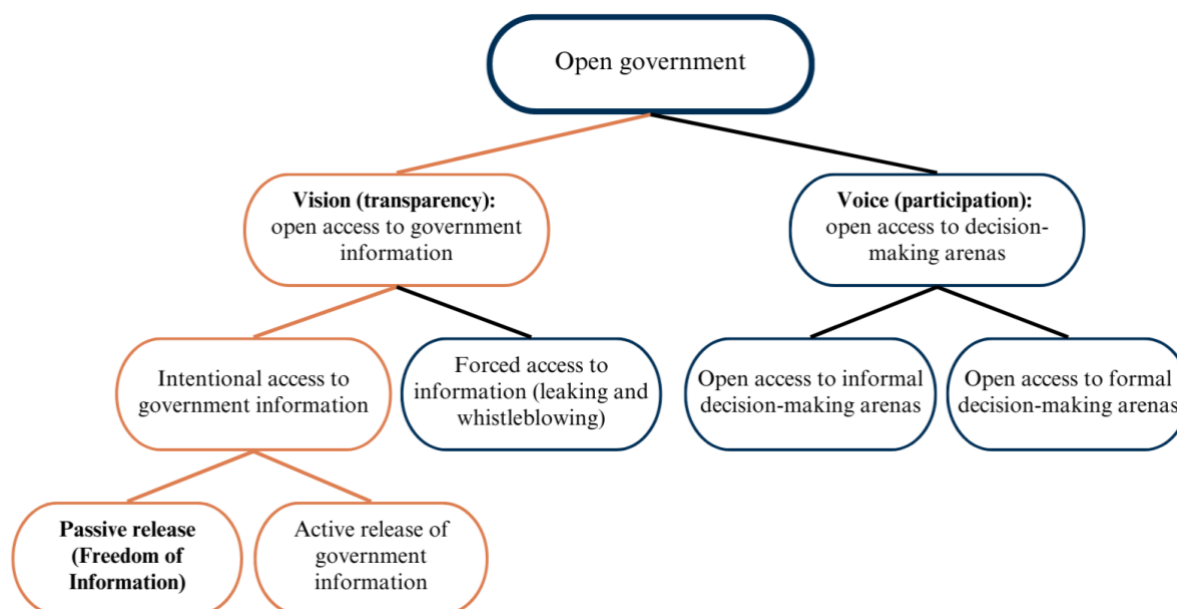 Open government
Vision (transparency):
open access to government
information
Voice (participation):
open access to decision-
making arenas
Intentional access to
government information
Forced access to
information (leaking and
whistleblowing)
Open access to informal
decision-making arenas
Open access to formal
decision-making arenas
Passive release
(Freedom of
Information)
Active release of
government
information